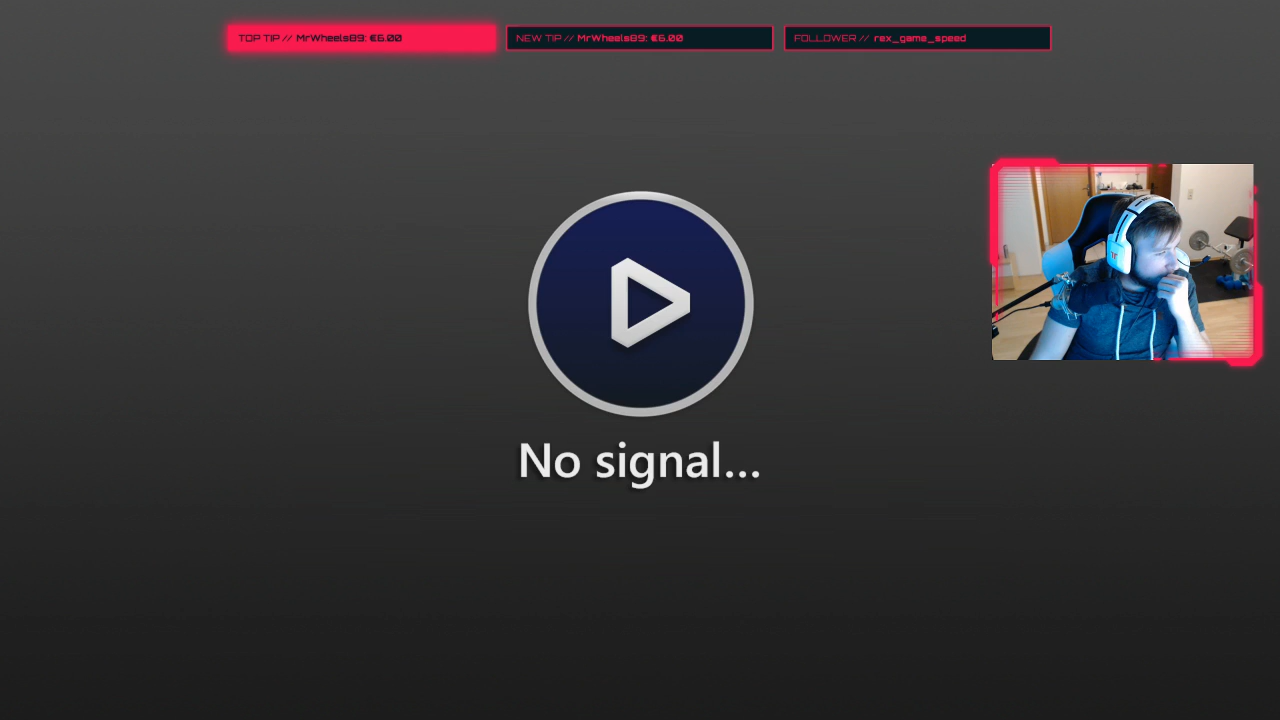 TOP TIP // MrWheels89: €6.00
NEW TIP // MrWheels89: €6.00
FOLLOWER // rex_game_speed
No signal...